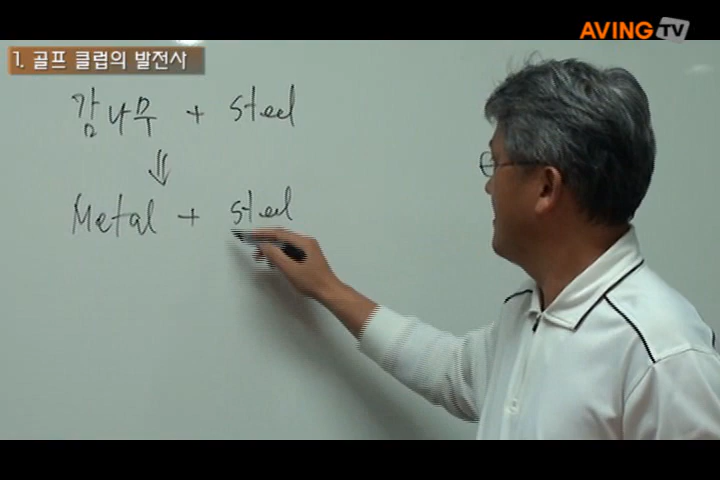 AVING TV
1. 골프 클럽의 발전사
감나무 + steel
⇓
Metal + steel